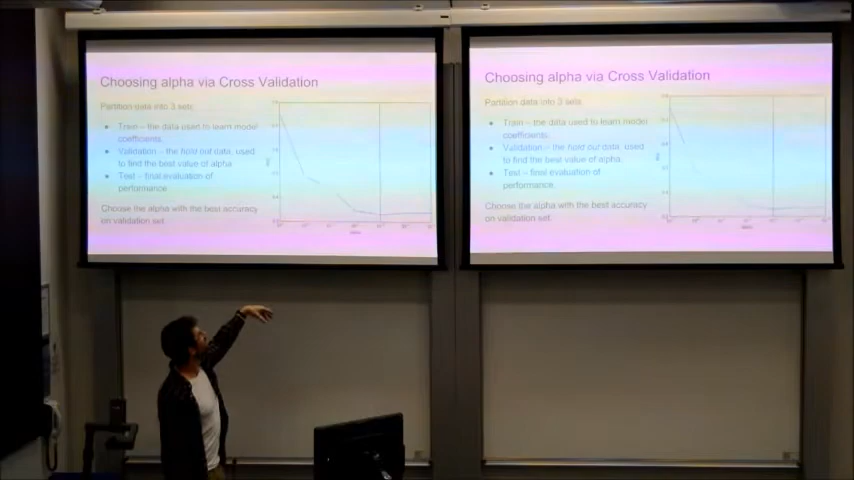 Choosing alpha via Cross Validation
Partition data into 3 sets:
• Train – the data used to learn model
coefficients.
• Validation – the hold out data, used
to find the best value of alpha.
• Test – final evaluation of
performance.
Choose the alpha with the best accuracy
on validation set.
Choosing alpha via Cross Validation
Partition data into 3 sets:
• Train – the data used to learn model
coefficients.
• Validation – the hold out data, used
to find the best value of alpha.
• Test – final evaluation of
performance.
Choose the alpha with the best accuracy
on validation set.